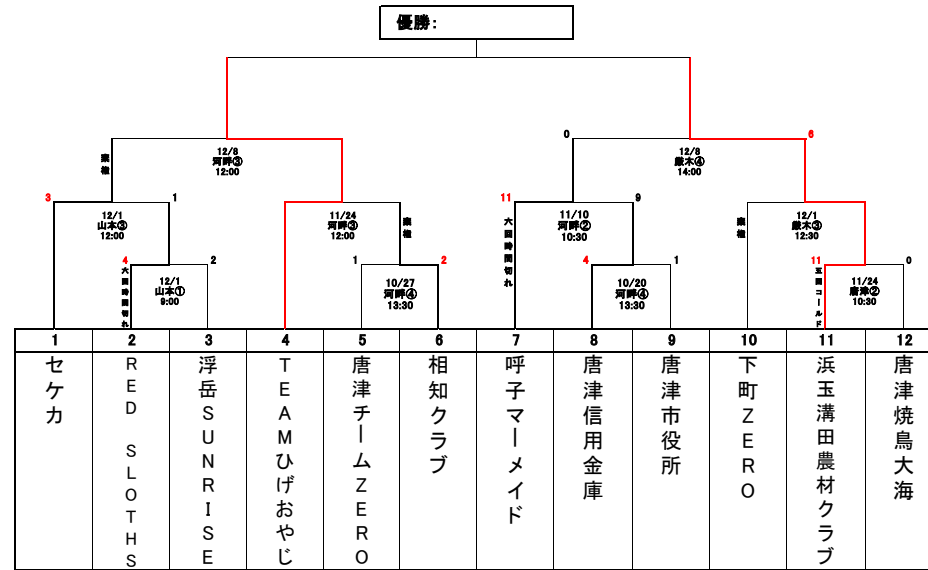 優勝:
0
6
棄権
12/8
河畔③
12:00
12/8
厳木④
14:00
3
1
11
9
12/1
山本③
12:00
11/24
河畔③
12:00
棄権
六回時間切れ
11/10
河畔②
10:30
棄権
12/1
厳木③
12:30
4
2
1
2
4
1
11
0
六回時間切れ
12/1
山本①
9:00
10/27
河畔④
13:30
10/20
河畔④
13:30
五回コールド
11/24
唐津②
10:30
1
2
3
4
5
6
7
8
9
10
11
12
セケカ
RED SLOTHS
浮岳SUNRISE
TEAMひげおやじ
唐津チームZERO
相知クラブ
呼子マーメイド
唐津信用金庫
唐津市役所
下町ZERO
浜玉溝田農材クラブ
唐津焼鳥大海